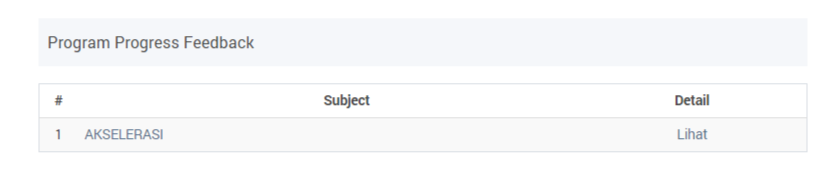 Program Progress Feedback
# Subject Detail
1 AKSELERASI Lihat